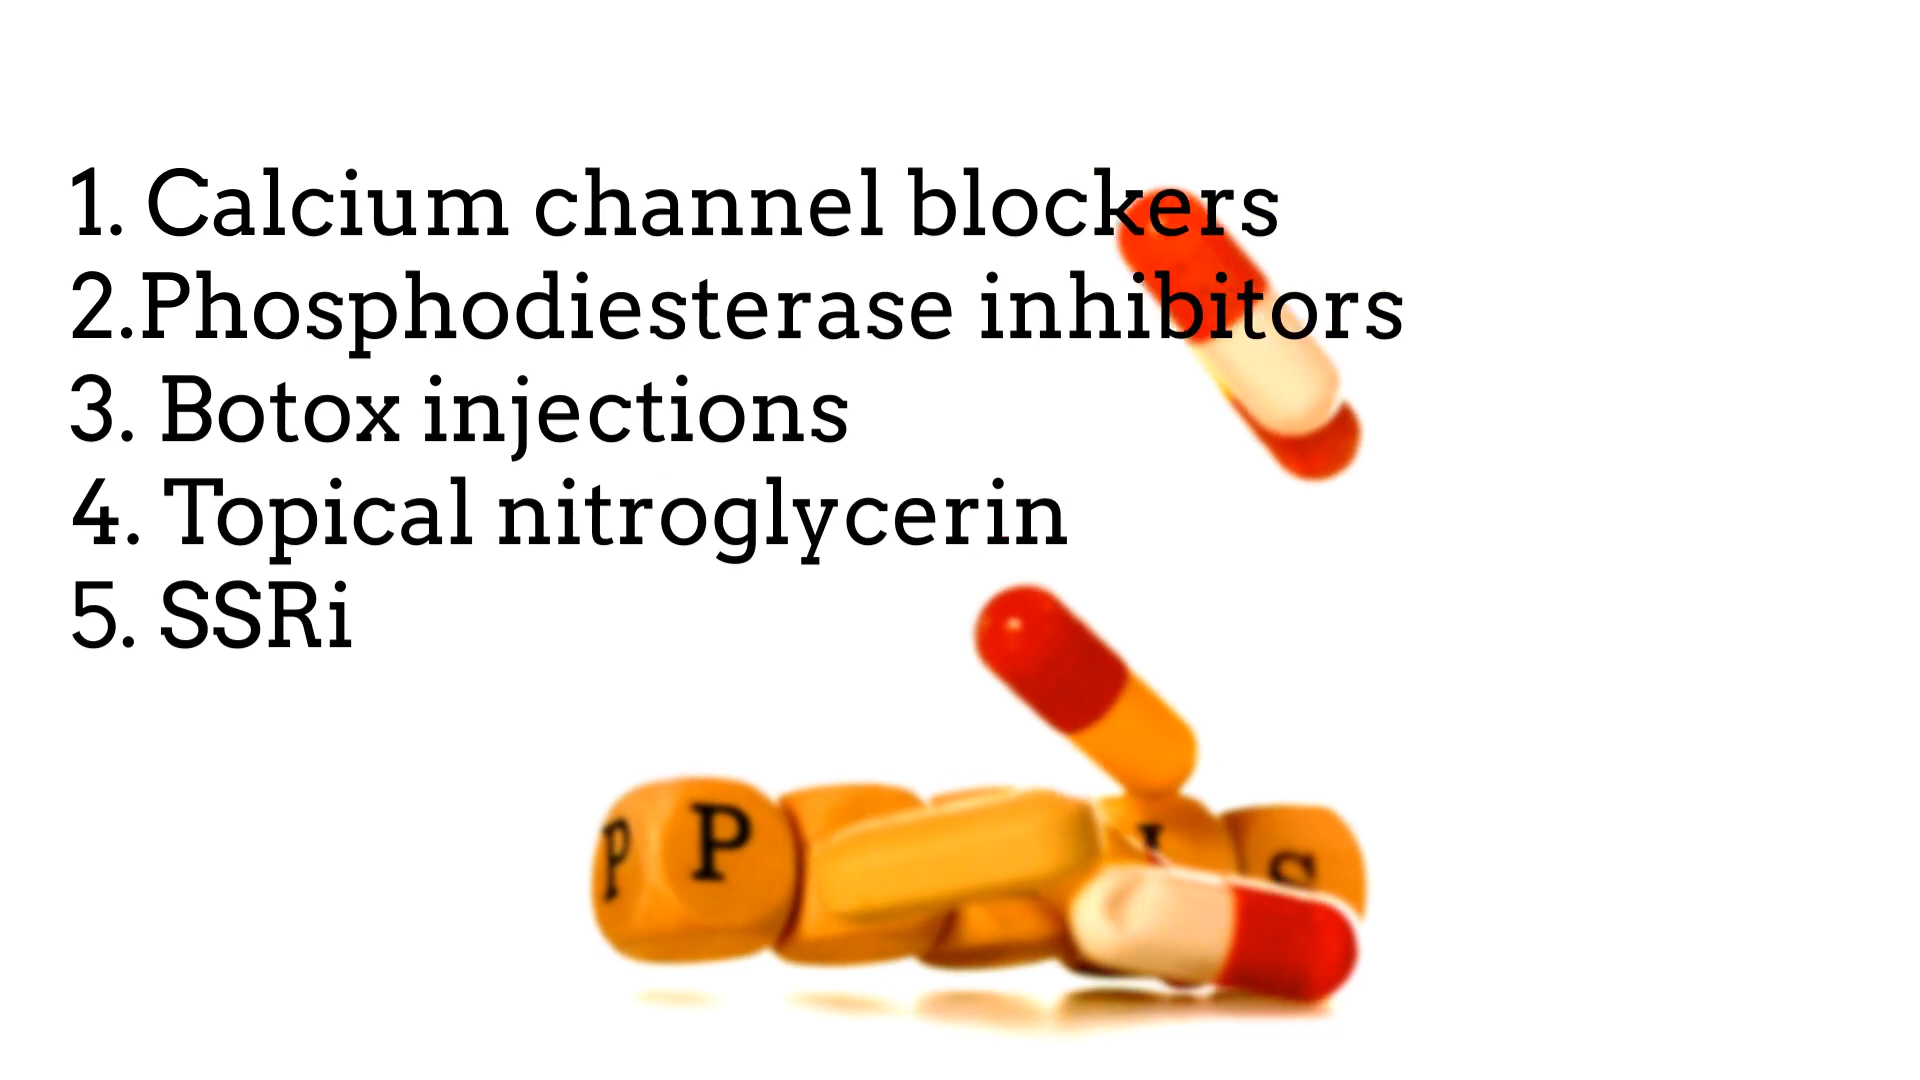 1. Calcium channel blockers
2.Phosphodiesterase inhibitors
3. Botox injections
4. Topical nitroglycerin
5. SSRi
P P S